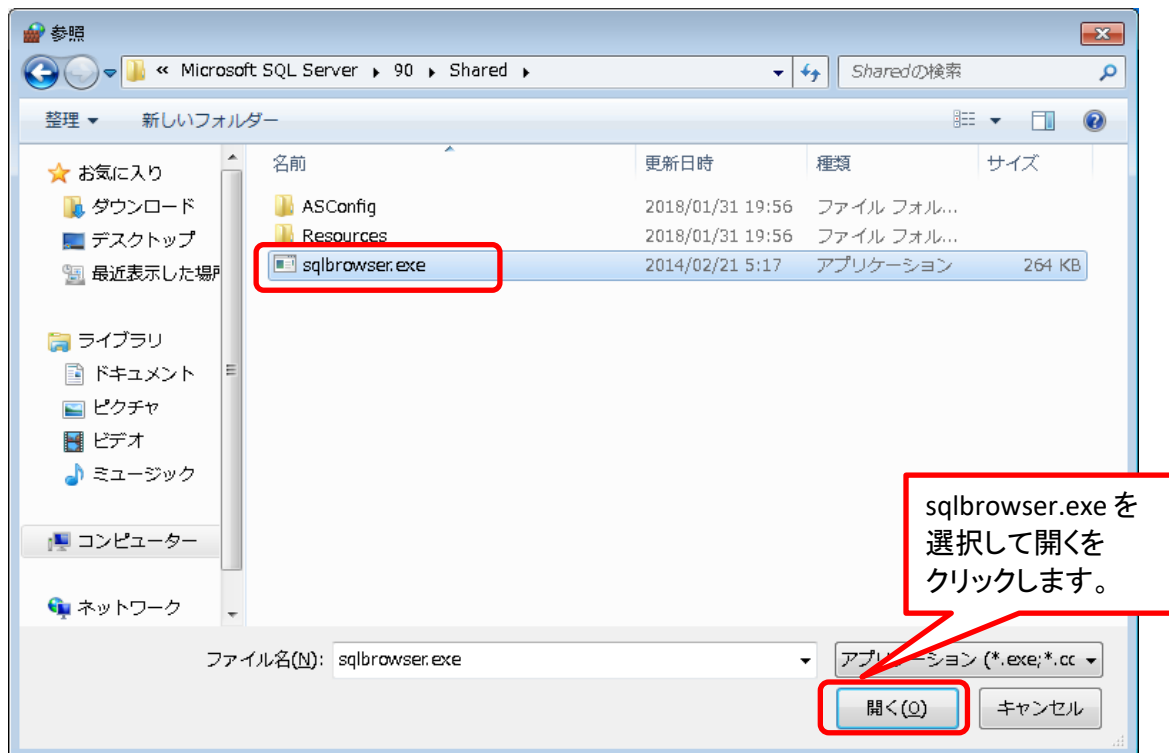 参照
« Microsoft SQL Server ▸ 90 ▸ Shared ▸
Sharedの検索
整理 ▼ 新しいフォルダー
お気に入り
ダウンロード
デスクトップ
最近表示した場所
ライブラリ
ドキュメント
ピクチャ
ビデオ
ミュージック
コンピューター
ネットワーク
名前 更新日時 種類 サイズ
ASConfig 2018/01/31 19:56 ファイル フォル...
Resources 2018/01/31 19:56 ファイル フォル...
sqlbrowser.exe 2014/02/21 5:17 アプリケーション 264 KB
sqlbrowser.exe を
選択して開くを
クリックします。
ファイル名(N): sqlbrowser.exe
アプリケーション (*.exe;*.cc
開く(O) キャンセル